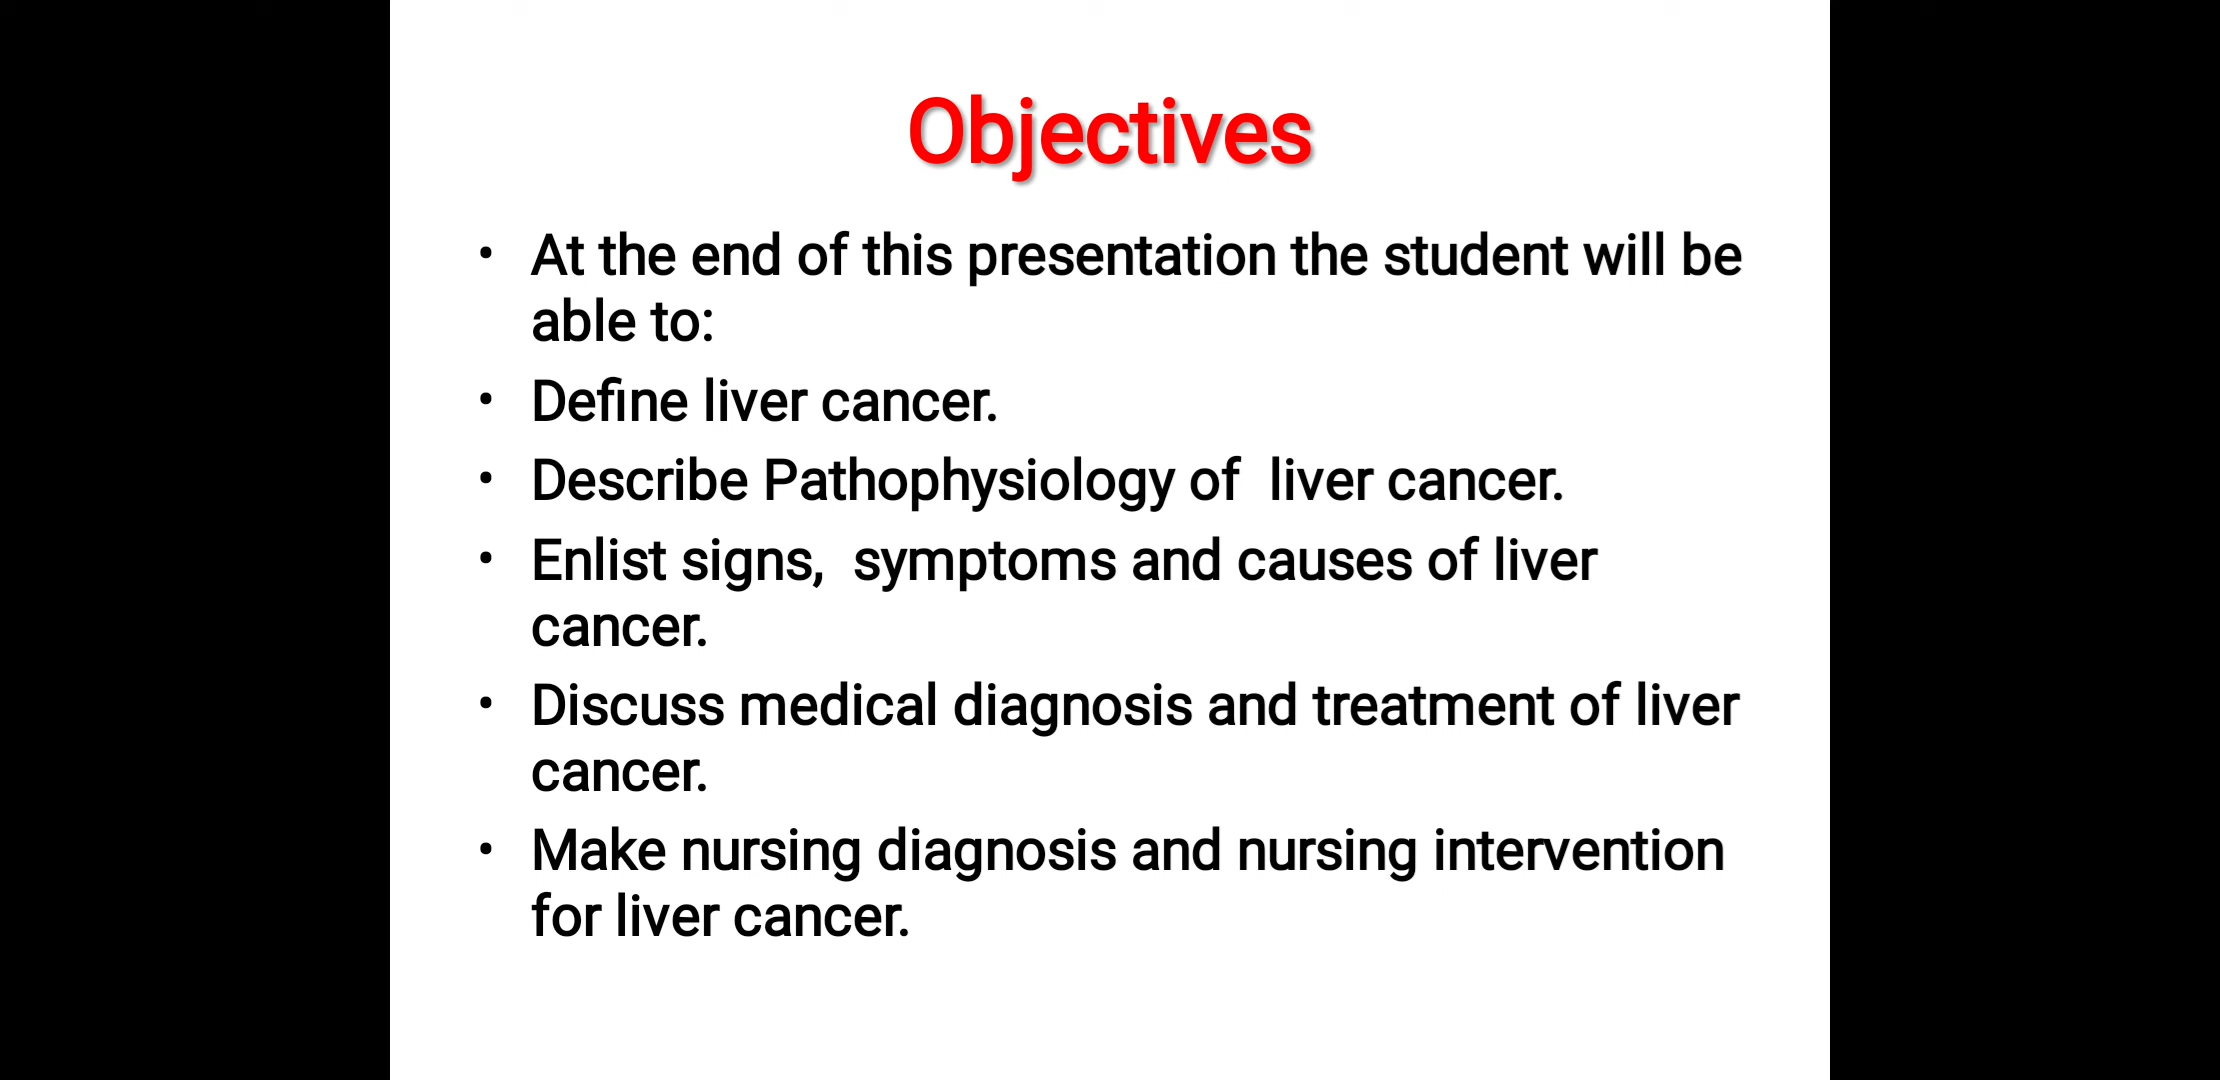 Objectives
• At the end of this presentation the student will be
able to:
• Define liver cancer.
• Describe Pathophysiology of  liver cancer.
• Enlist signs,  symptoms and causes of liver
cancer.
• Discuss medical diagnosis and treatment of liver
cancer.
• Make nursing diagnosis and nursing intervention
for liver cancer.